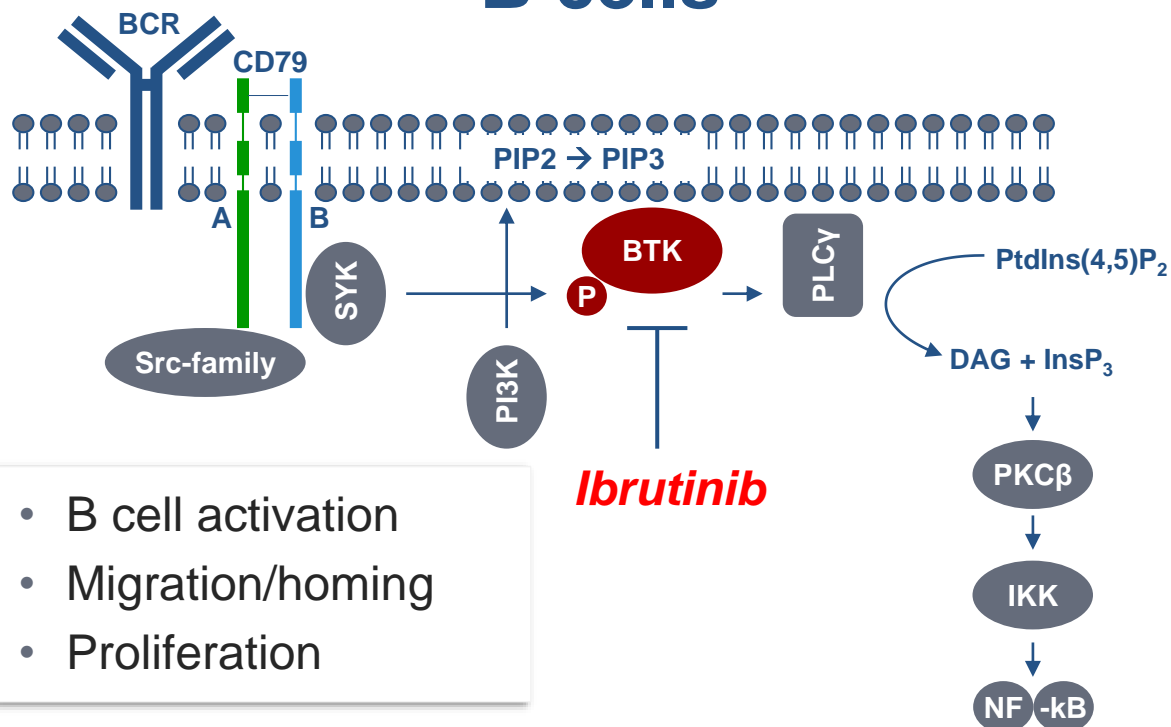 B cells
BCR
CD79
PIP2 → PIP3
A
B
SYK
BTK
P
PLCγ
PtdIns(4,5)P₂
Src-family
PI3K
DAG + InsP₃
Ibrutinib
PKCβ
IKK
NF -kB
• B cell activation
• Migration/homing
• Proliferation